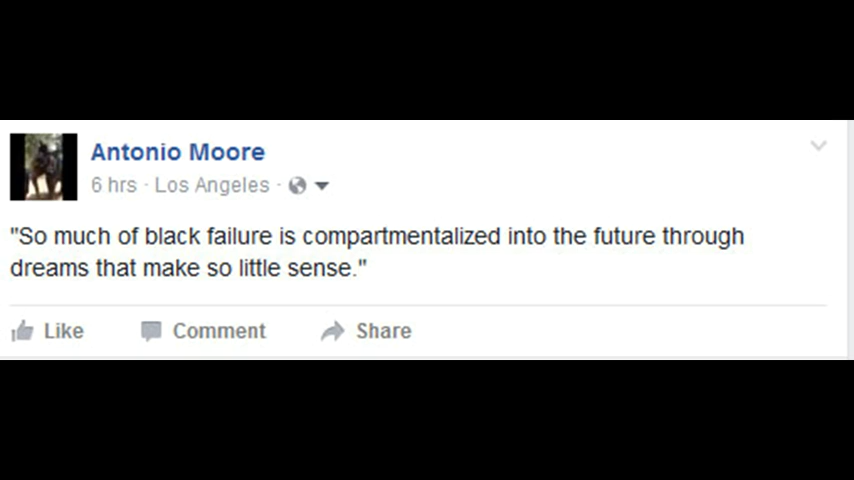 Antonio Moore
6 hrs · Los Angeles ·
"So much of black failure is compartmentalized into the future through
dreams that make so little sense."
Like Comment Share